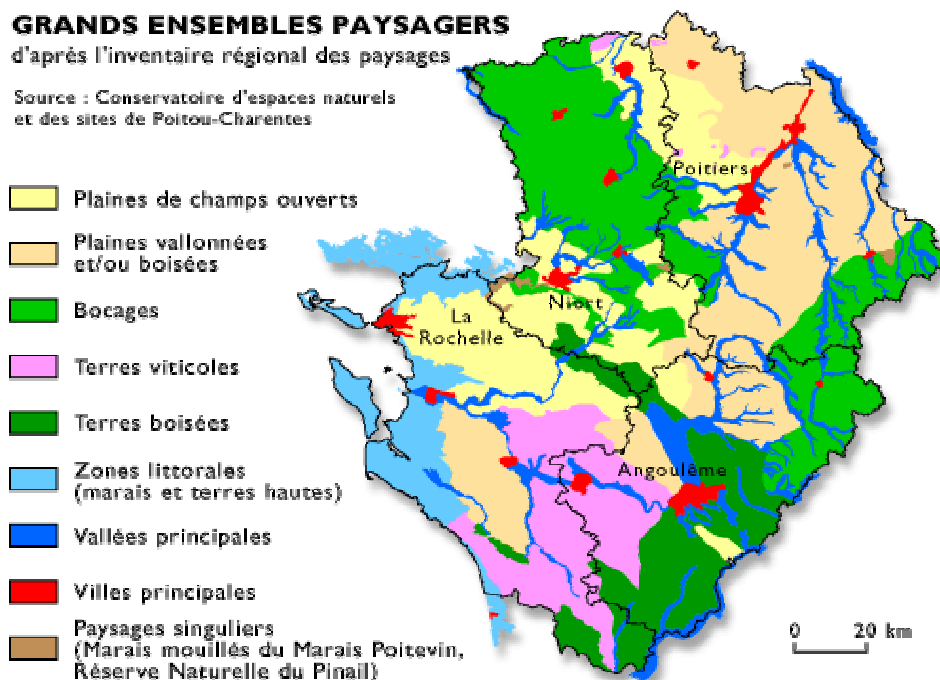 GRANDS ENSEMBLES PAYSAGERS
d'après l'inventaire régional des paysages
Source : Conservatoire d'espaces naturels
et des sites de Poitou-Charentes
Plaines de champs ouverts
Plaines vallonnées
et/ou boisées
Bocages
Terres viticoles
Terres boisées
Zones littorales
(marais et terres hautes)
Vallées principales
Villes principales
Paysages singuliers
(Marais mouillés du Marais Poitevin,
Réserve Naturelle du Pinail)
Poitiers
Niort
La
Rochelle
Angoulême
0 20 km